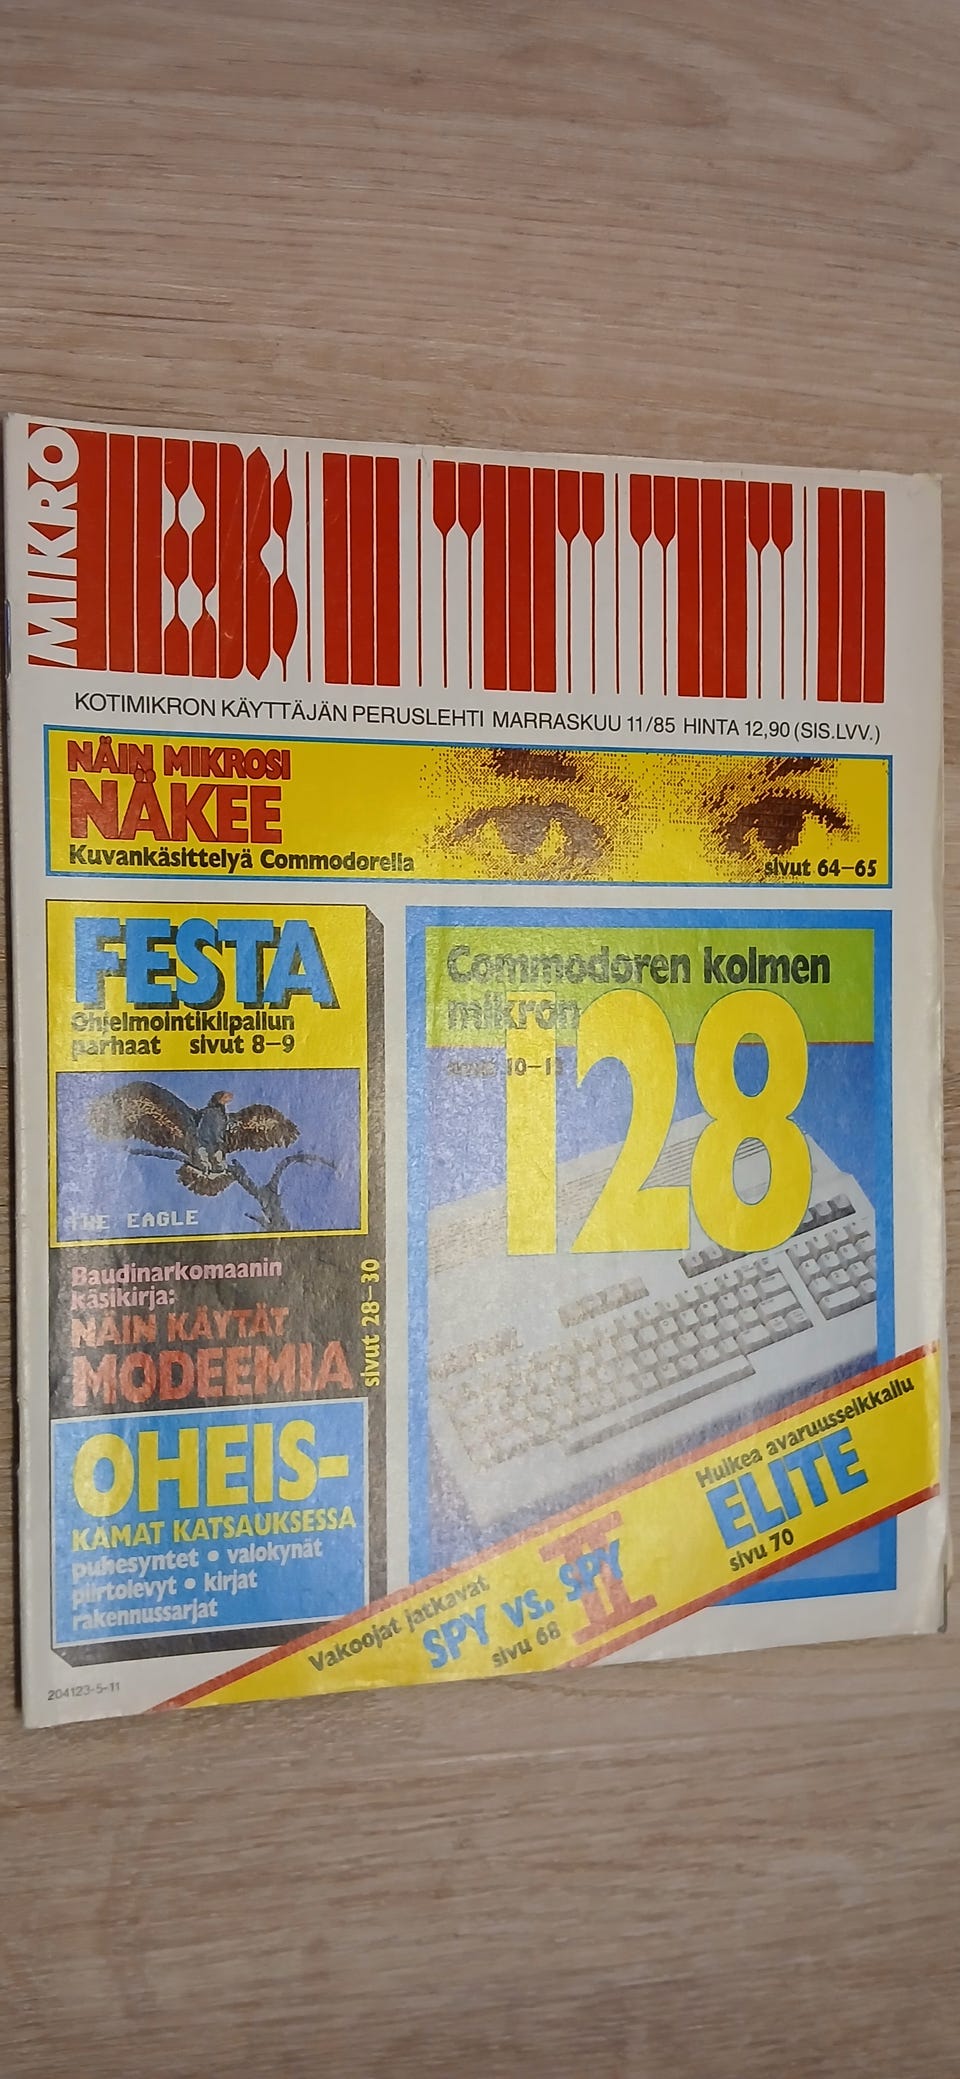 MIKRO
BITTI
KOTIMIKRON KÄYTTÄJÄN PERUSLEHTI MARRASKUU 11/85 HINTA 12,90 (SIS.LVV.)
NÄIN MIKROSI
NÄKEE
Kuvankäsittelyä Commodorella
sivut 64–65
FESTA
Ohjelmointikilpailun
parhaat sivut 8–9
THE EAGLE
Baudinarkomaanin
käsikirja:
NÄIN KÄYTÄT
MODEEMIA
sivut 28–30
OHEIS-
KAMAT KATSAUKSESSA
puhesyntet • valokynät
piirtolevyt • kirjat
rakennussarjat
Commodoren kolmen
mikron
128
Vakoojat jatkavat
SPY vs. SPY
II
sivu 68
Huikea avaruusseikkailu
ELITE
sivu 70
204123-5-11